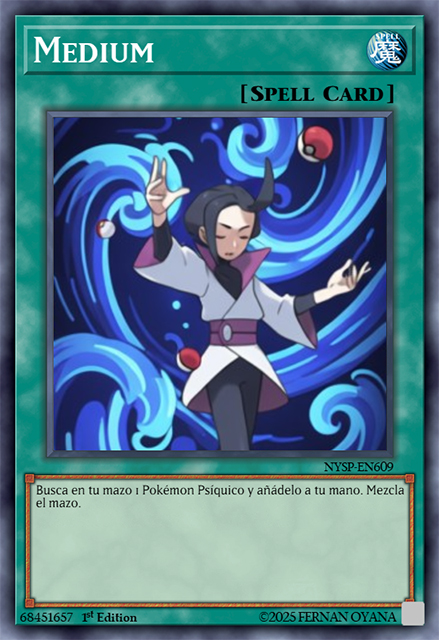 MEDIUM
SPELL
魔
[SPELL CARD]
NYSP-EN609
Busca en tu mazo 1 Pokémon Psíquico y añádelo a tu mano. Mezcla
el mazo.
68451657 1st Edition ©2025 FERNAN OYANA